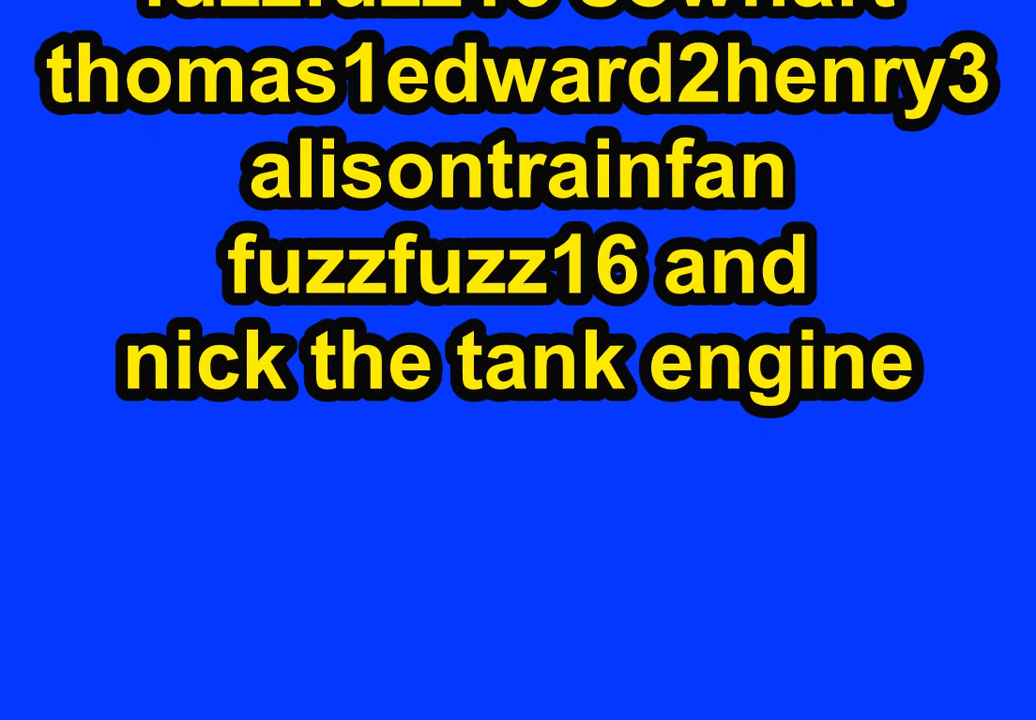 thomas1edward2henry3
alisontrainfan
fuzzfuzz16 and
nick the tank engine